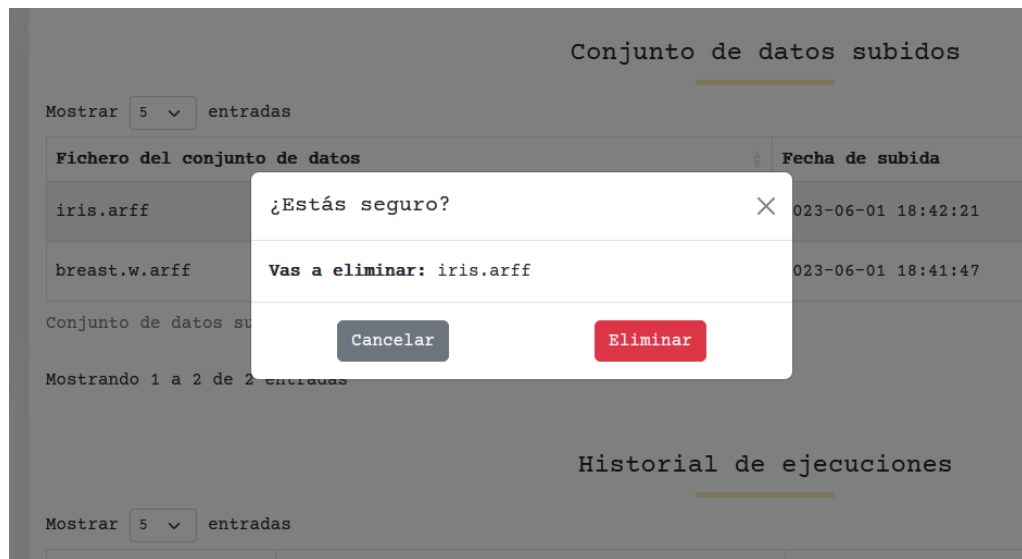 Conjunto de datos subidos
Mostrar 5 entradas
Fichero del conjunto de datos Fecha de subida
¿Estás seguro?
iris.arff 023-06-01 18:42:21
breast.w.arff Vas a eliminar: iris.arff 023-06-01 18:41:47
Conjunto de datos su
Cancelar Eliminar
Mostrando 1 a 2 de 2 entradas
Historial de ejecuciones
Mostrar 5 entradas